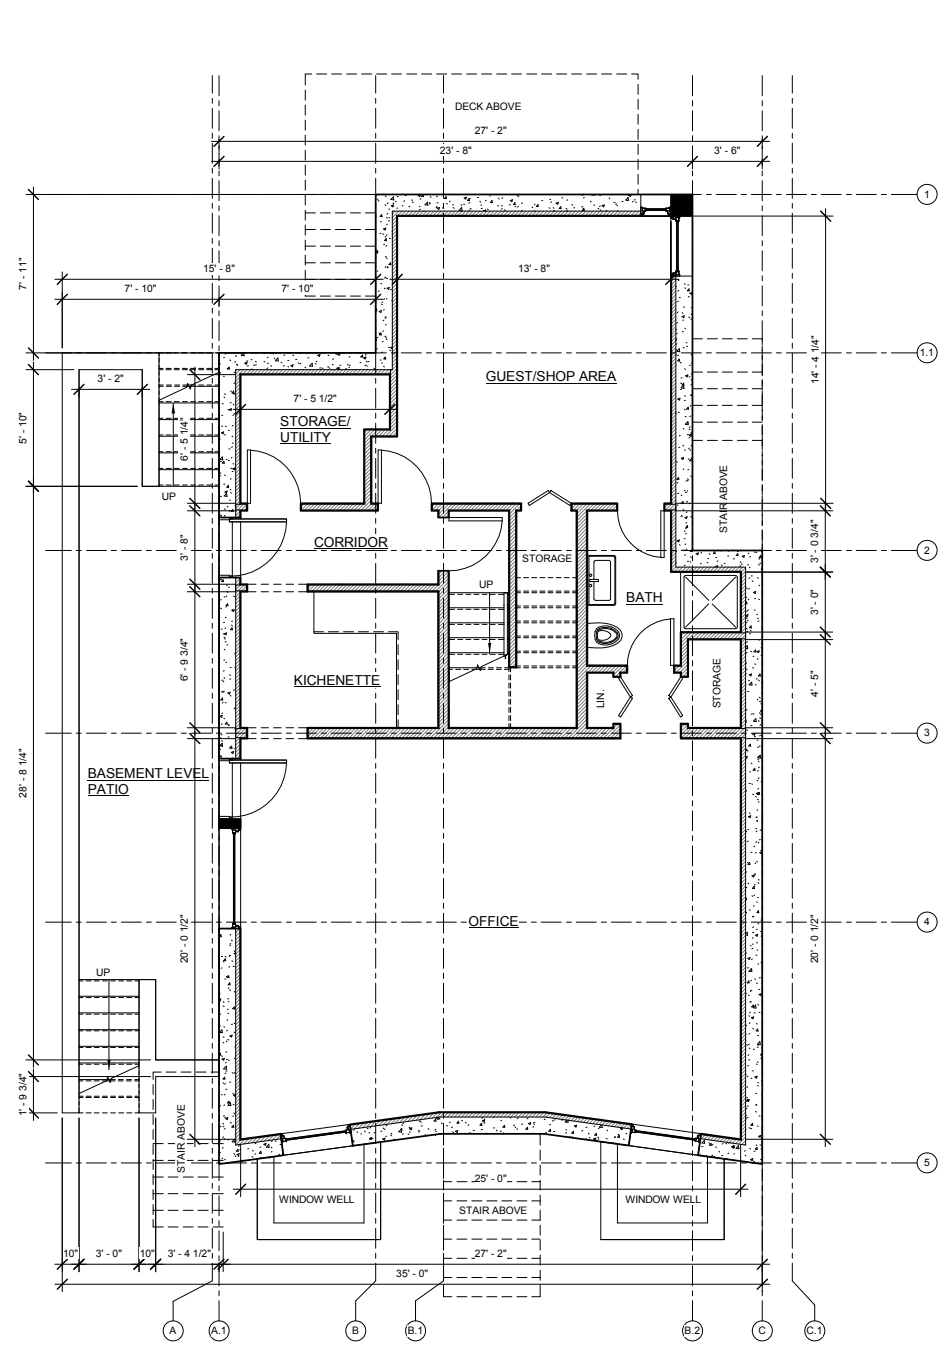 DECK ABOVE
27' - 2"
23' - 8"
3' - 6"
1
15' - 8"
13' - 8"
7' - 11"
7' - 10"
7' - 10"
1.1
14' - 4 1/4"
3' - 2"
GUEST/SHOP AREA
7' - 5 1/2"
5' - 10"
STORAGE/
UTILITY
6' - 5 1/4"
UP
STAIR ABOVE
CORRIDOR
3' - 8"
STORAGE
3' - 0 3/4"
2
UP
BATH
3' - 0"
6' - 9 3/4"
KICHENETTE
LIN.
STORAGE
4' - 5"
3
BASEMENT LEVEL
PATIO
28' - 8 1/4"
OFFICE
4
20' - 0 1/2"
20' - 0 1/2"
UP
1' - 9 3/4"
STAIR ABOVE
5
25' - 0"
WINDOW WELL
WINDOW WELL
STAIR ABOVE
10"
3' - 0"
10"
3' - 4 1/2"
27' - 2"
35' - 0"
A
A.1
B
B.1
B.2
C
C.1